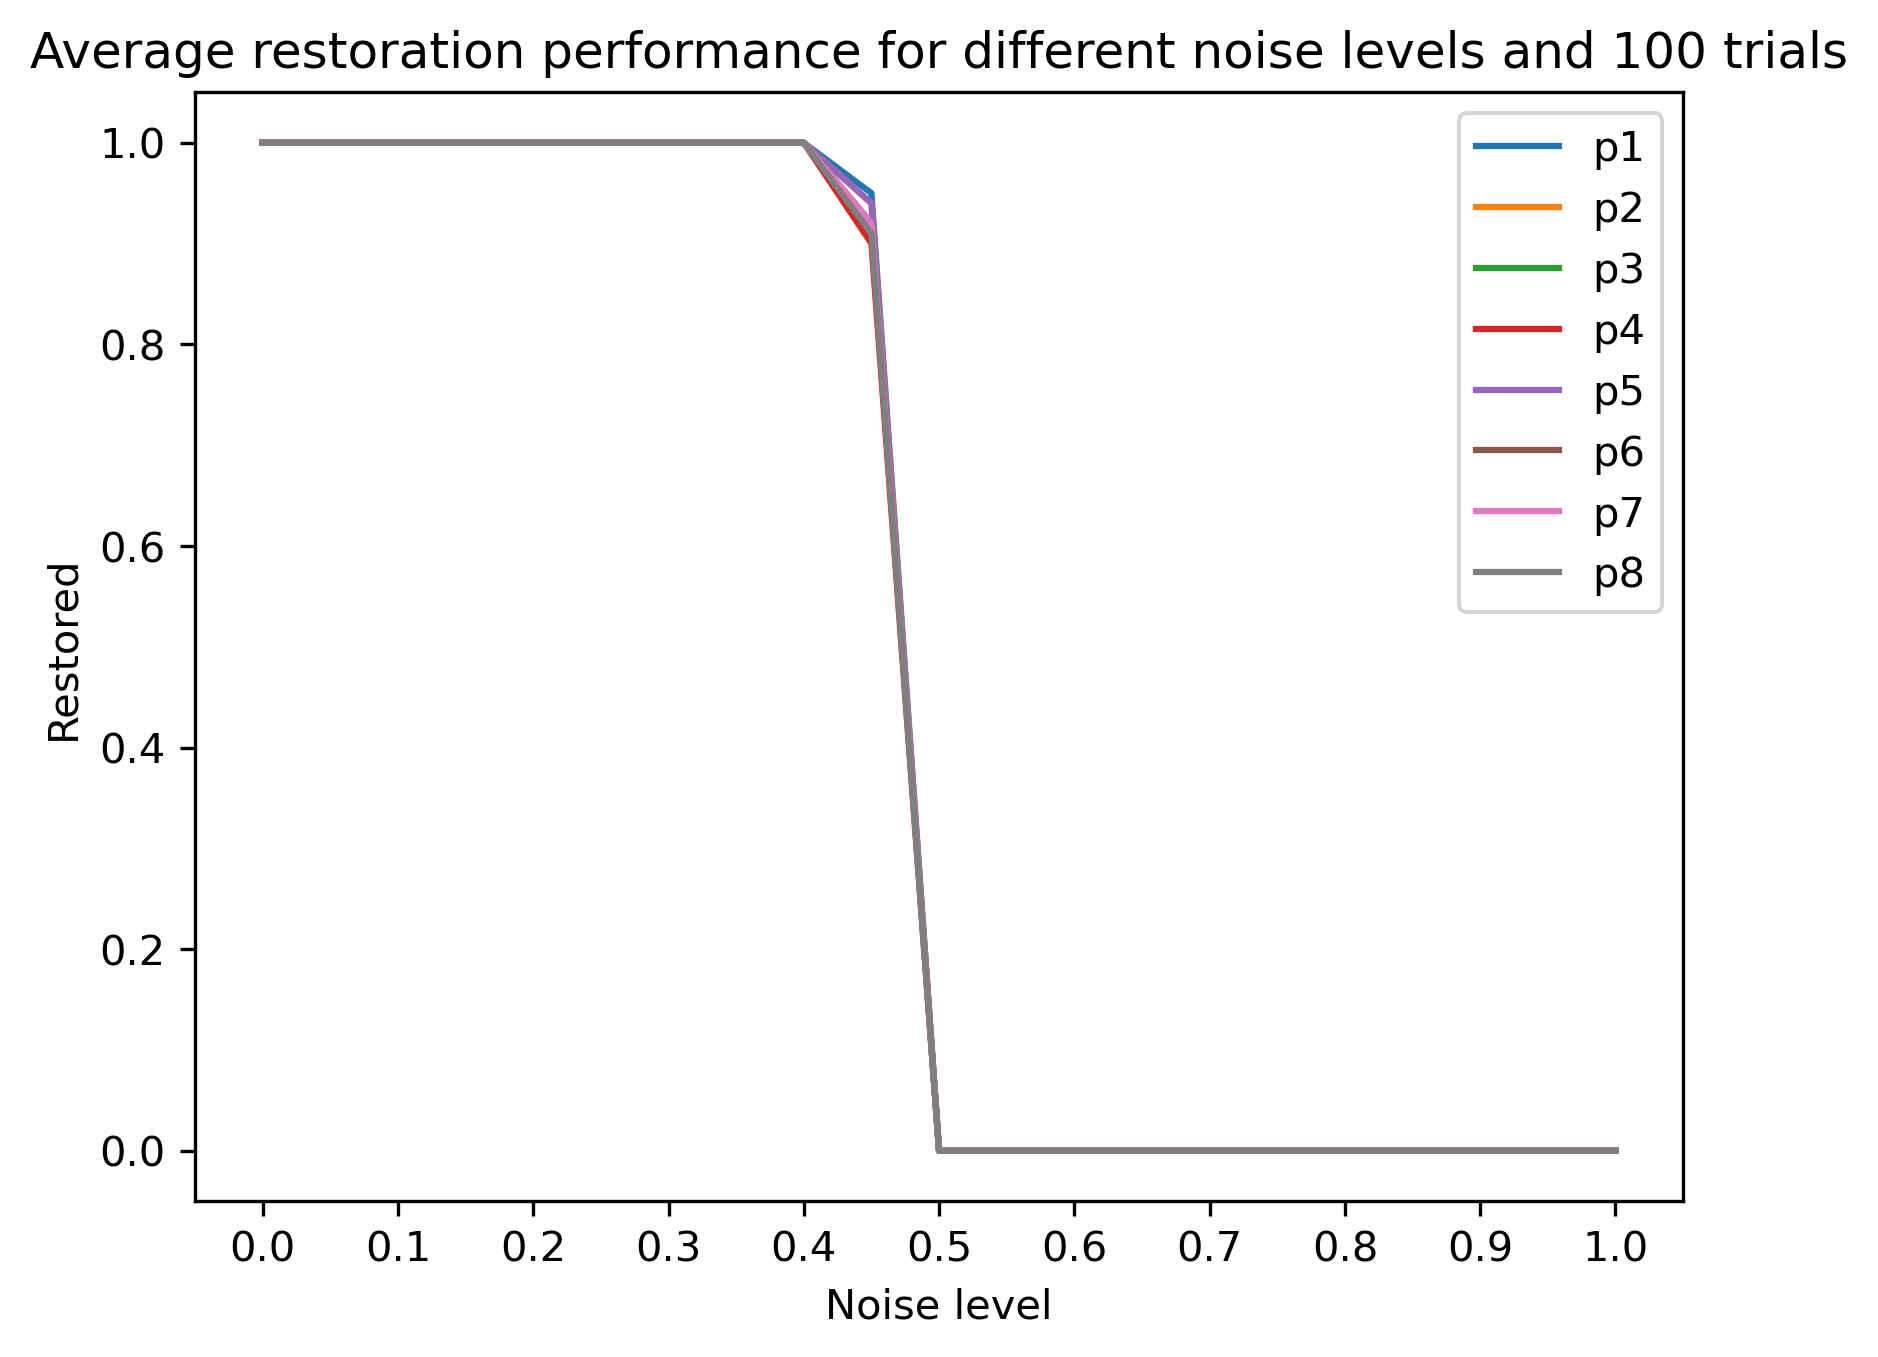 Average restoration performance for different noise levels and 100 trials
1.0
0.8
0.6
0.4
0.2
0.0
Restored
p1
p2
p3
p4
p5
p6
p7
p8
0.0 0.1 0.2 0.3 0.4 0.5 0.6 0.7 0.8 0.9 1.0
Noise level